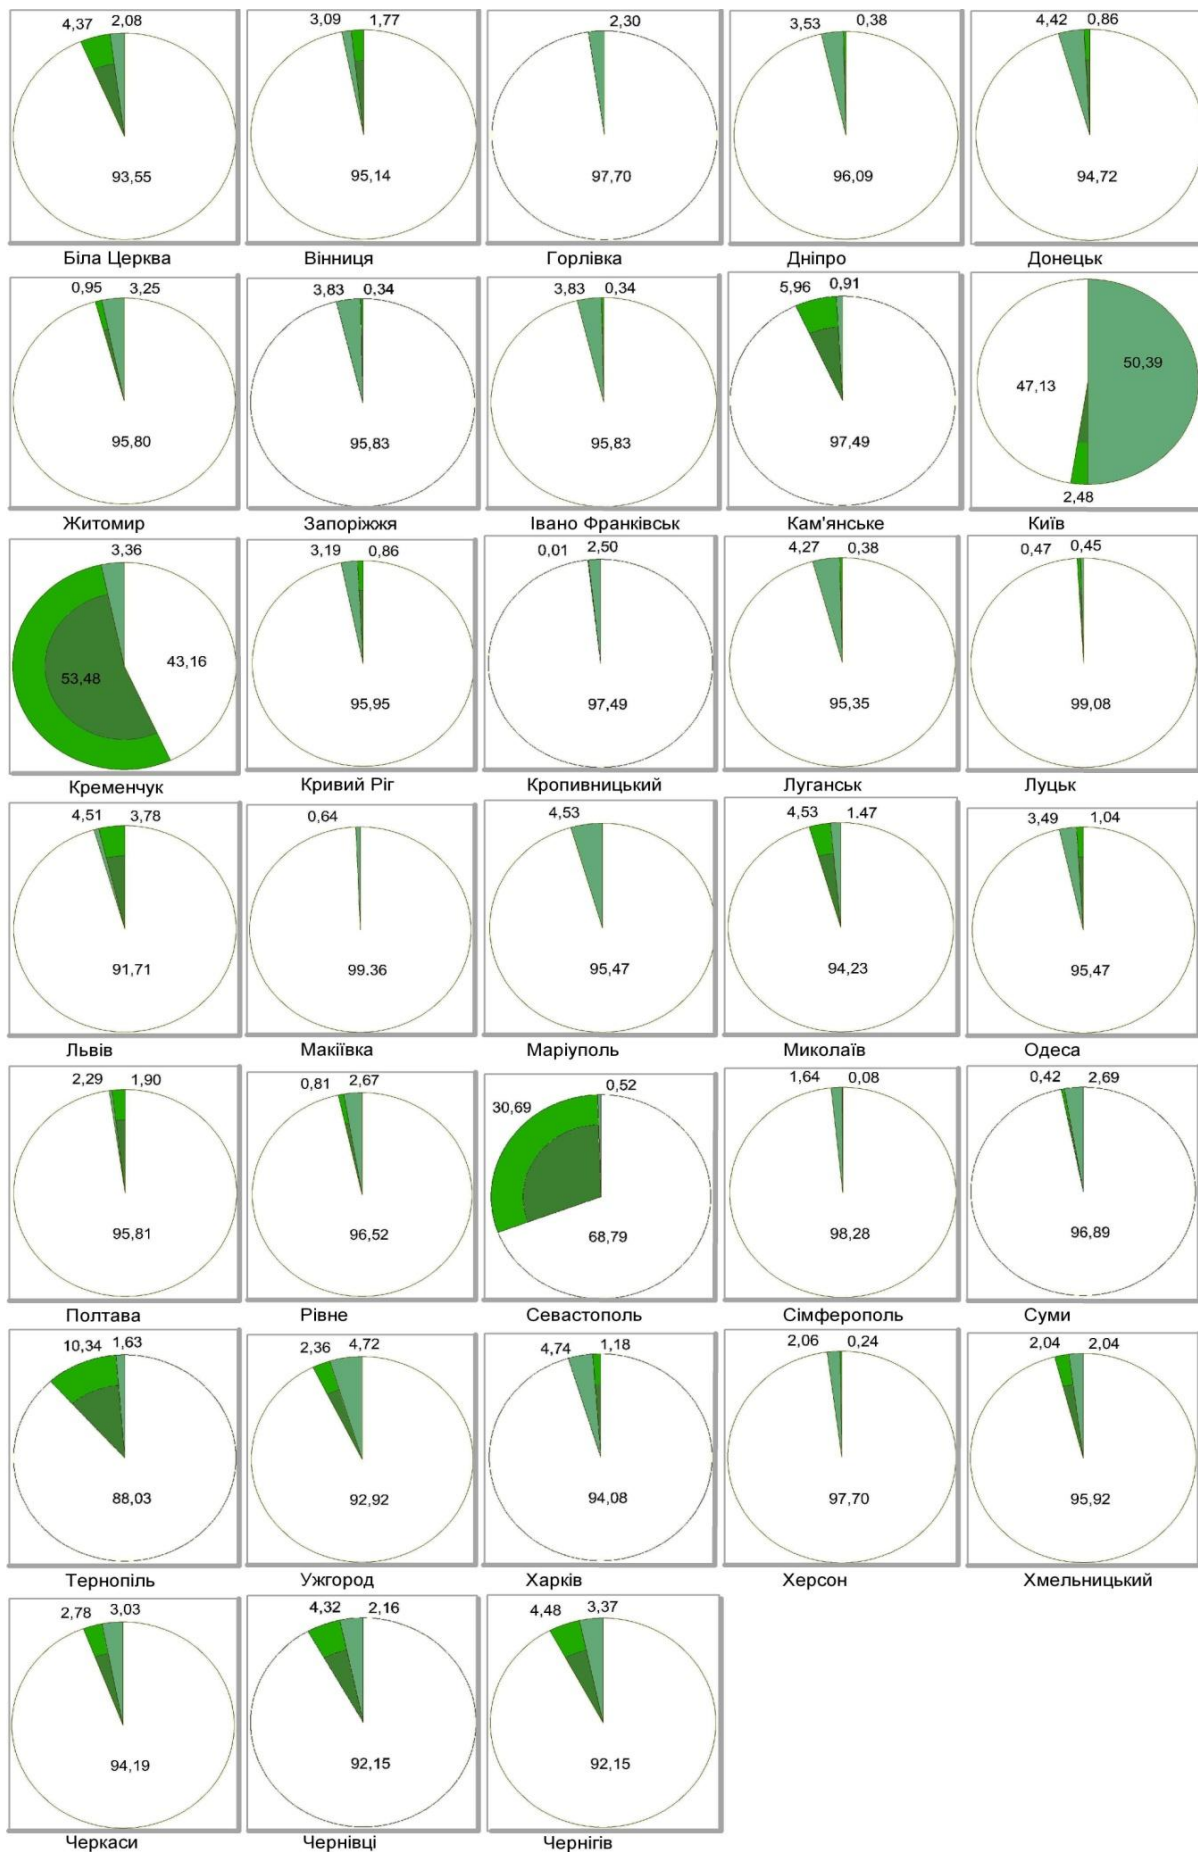 4,37 2,08 3,09 1,77 2,30 3,53 0,38 4,42 0,86
93,55 95,14 97,70 96,09 94,72
Біла Церква Вінниця Горлівка Дніпро Донецьк
0,95 3,25 3,83 0,34 3,83 0,34 5,96 0,91
47,13 50,39
95,80 95,83 95,83 97,49
2,48
Житомир Запоріжжя Івано Франківськ Кам'янське Київ
3,36 3,19 0,86 0,01 2,50 4,27 0,38 0,47 0,45
53,48 43,16
95,95 97,49 95,35 99,08
Кременчук Кривий Ріг Кропивницький Луганськ Луцьк
4,51 3,78 0,64 4,53 4,53 1.47 3,49 1,04
91,71 99.36 95,47 94,23 95,47
Львів Макіївка Маріуполь Миколаїв Одеса
2,29 1,90 0,81 2,67 30,69 0,52 1,64 0,08 0,42 2,69
95,81 96,52 68,79 98,28 96,89
Полтава Рівне Севастополь Сімферополь Суми
10,34 1,63 2,36 4,72 4,74 1,18 2,06 0,24 2,04 2,04
88,03 92,92 94,08 97,70 95,92
Тернопіль Ужгород Харків Херсон Хмельницький
2,78 3,03 4,32 2,16 4,48 3,37
94,19 92,15 92,15
Черкаси Чернівці Чернігів